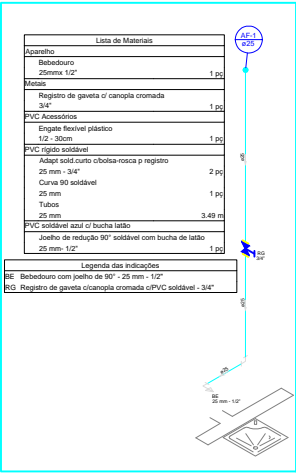 Lista de Materiais
Aparelho
Bebedouro
25mmx 1/2" 1 pç
Metais
Registro de gaveta c/ canopla cromada
3/4" 1 pç
PVC Acessórios
Engate flexível plástico
1/2 - 30cm 1 pç
PVC rígido soldável
Adapt sold.curto c/bolsa-rosca p registro
25 mm - 3/4" 2 pç
Curva 90 soldável
25 mm 1 pç
Tubos
25 mm 3.49 m
PVC soldável azul c/ bucha latão
Joelho de redução 90° soldável com bucha de latão
25 mm- 1/2" 1 pç
Legenda das indicações
BE Bebedouro com joelho de 90° - 25 mm - 1/2"
RG Registro de gaveta c/canopla cromada c/PVC soldável - 3/4"
AF-1
ø25
ø25
RG
3/4"
ø25
ø25
BE
25 mm - 1/2"